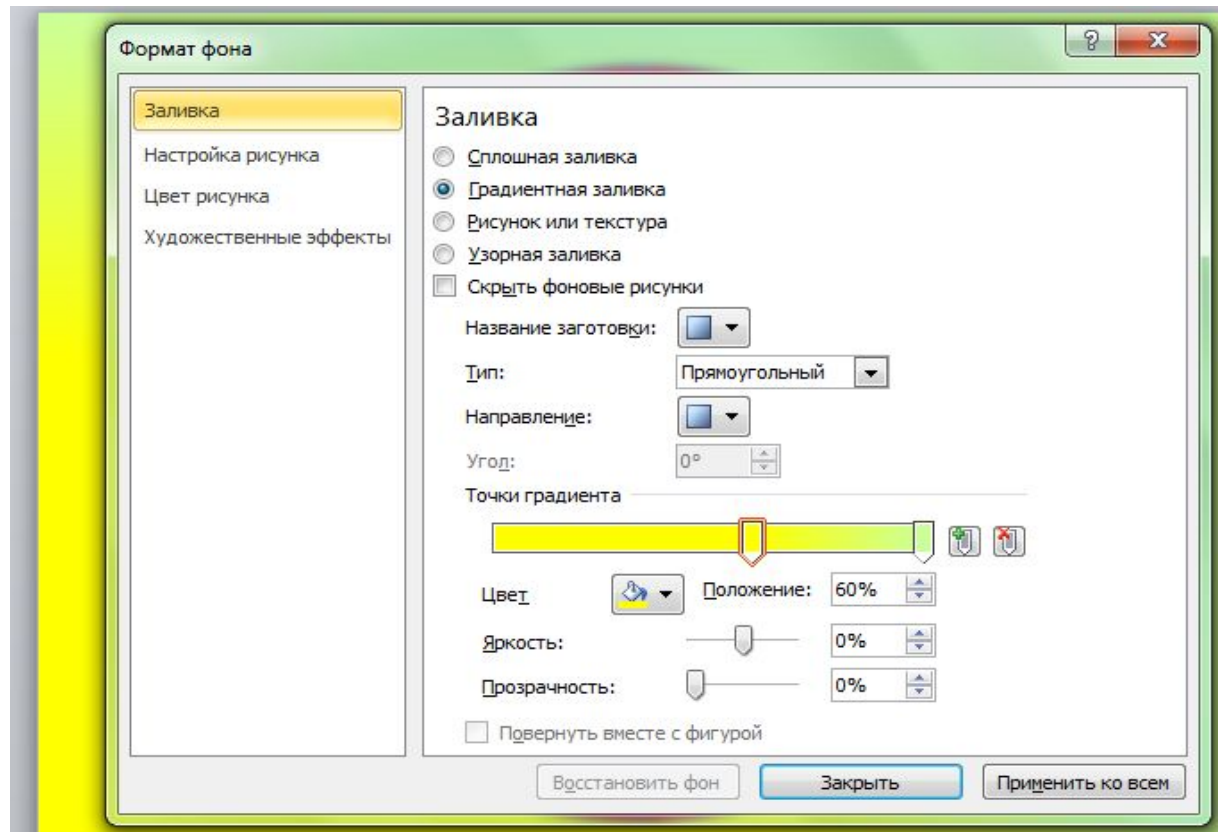 Формат фона
Заливка
Настройка рисунка
Цвет рисунка
Художественные эффекты
Заливка
Сплошная заливка
Градиентная заливка
Рисунок или текстура
Узорная заливка
Скрыть фоновые рисунки
Название заготовки:
Тип: Прямоугольный
Направление:
Угол: 0°
Точки градиента
Цвет Положение: 60%
Яркость: 0%
Прозрачность: 0%
Повернуть вместе с фигурой
Восстановить фон Закрыть Применить ко всем